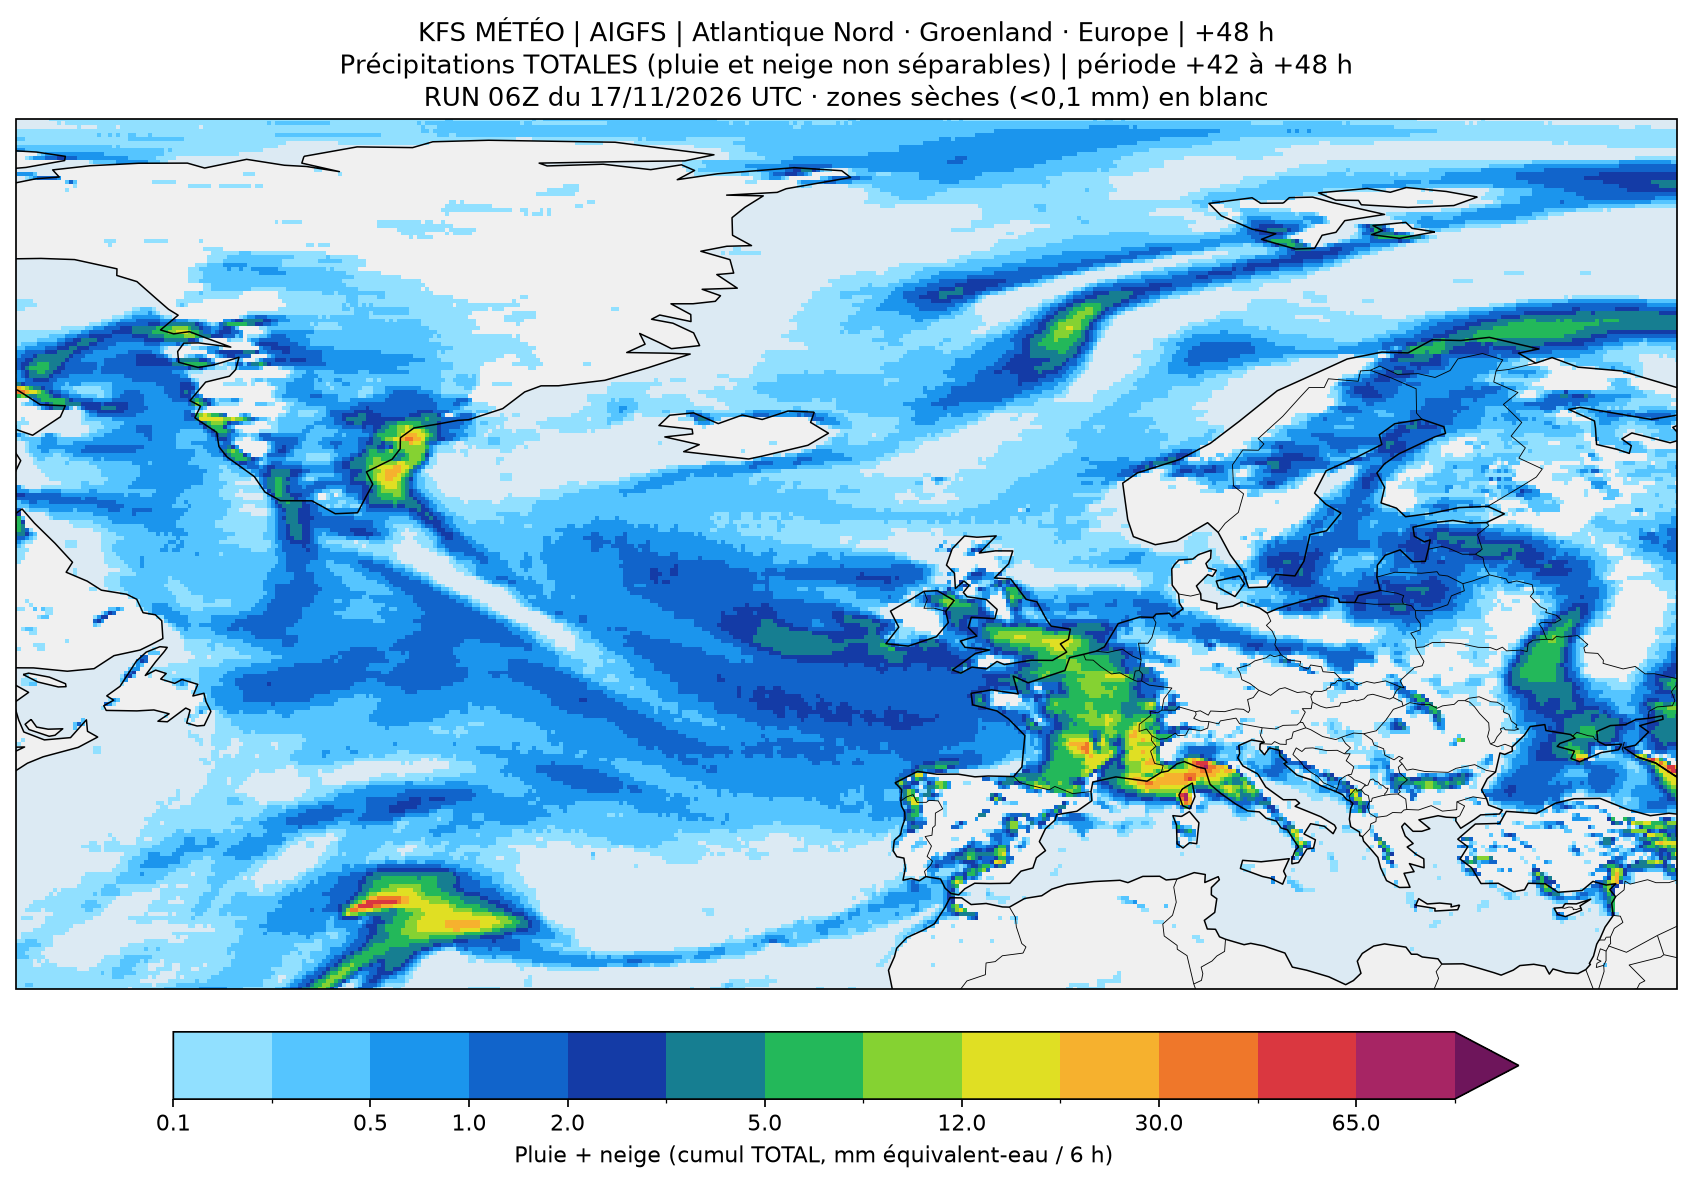 KFS MÉTÉO | AIGFS | Atlantique Nord · Groenland · Europe | +48 h
Précipitations TOTALES (pluie et neige non séparables) | période +42 à +48 h
RUN 06Z du 17/11/2026 UTC · zones sèches (<0,1 mm) en blanc
0.1 0.5 1.0 2.0 5.0 12.0 30.0 65.0
Pluie + neige (cumul TOTAL, mm équivalent-eau / 6 h)